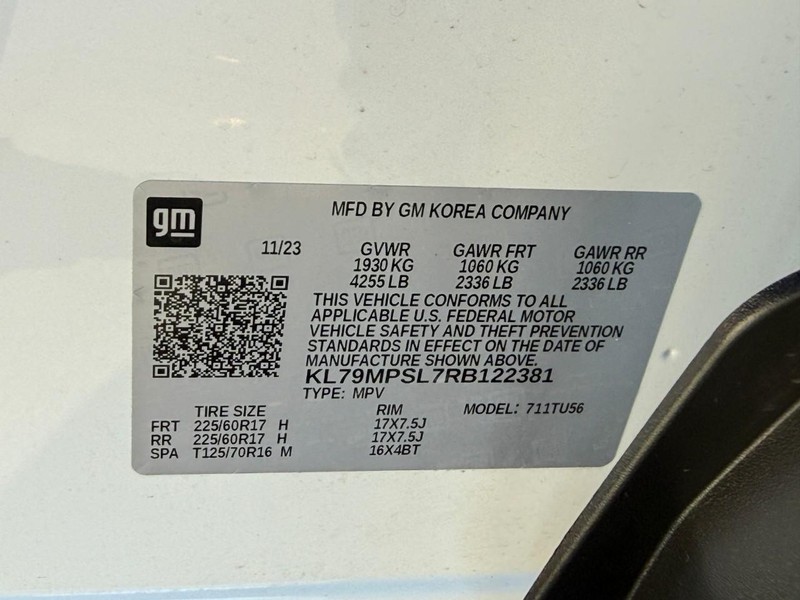 gm
MFD BY GM KOREA COMPANY
11/23 GVWR GAWR FRT GAWR RR
1930 KG 1060 KG 1060 KG
4255 LB 2336 LB 2336 LB
THIS VEHICLE CONFORMS TO ALL
APPLICABLE U.S. FEDERAL MOTOR
VEHICLE SAFETY AND THEFT PREVENTION
STANDARDS IN EFFECT ON THE DATE OF
MANUFACTURE SHOWN ABOVE.
KL79MPSL7RB122381
TYPE: MPV
TIRE SIZE RIM MODEL: 711TU56
FRT 225/60R17 H 17X7.5J
RR 225/60R17 H 17X7.5J
SPA T125/70R16 M 16X4BT